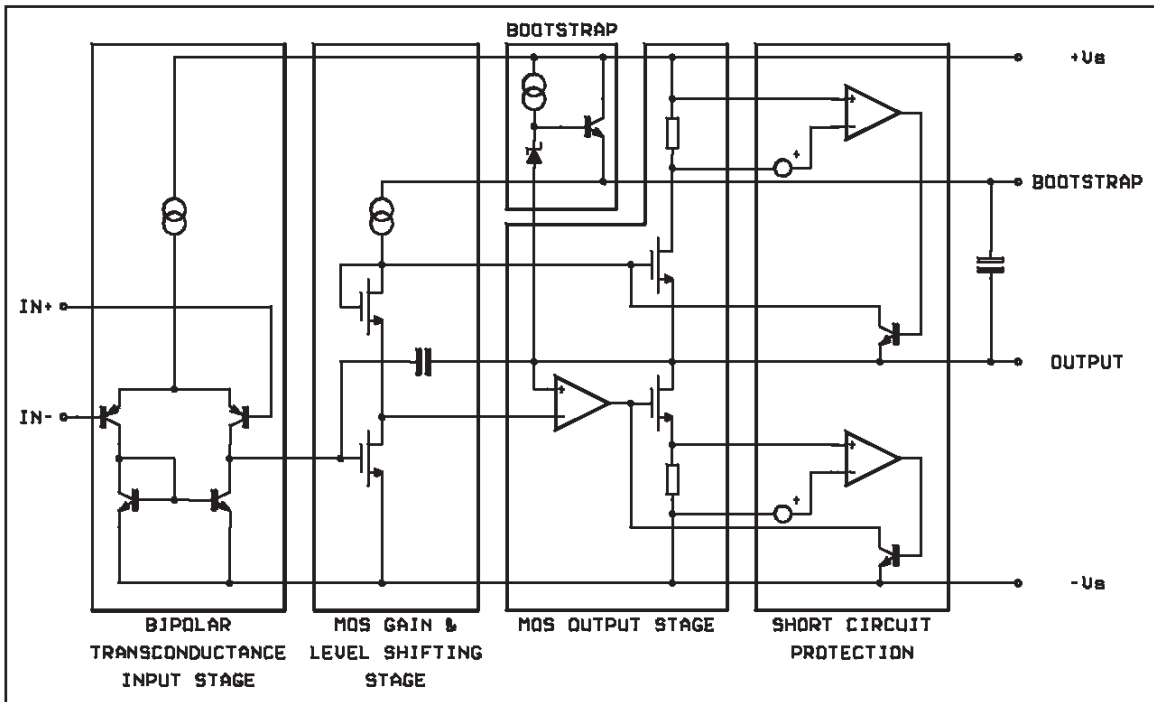 BOOTSTRAP
+Vs
+
-
+
BOOTSTRAP
IN+
OUTPUT
IN-
+
-
+
-
+
-Vs
BIPOLAR
TRANSCONDUCTANCE
INPUT STAGE
MOS GAIN &
LEVEL SHIFTING
STAGE
MOS OUTPUT STAGE
SHORT CIRCUIT
PROTECTION